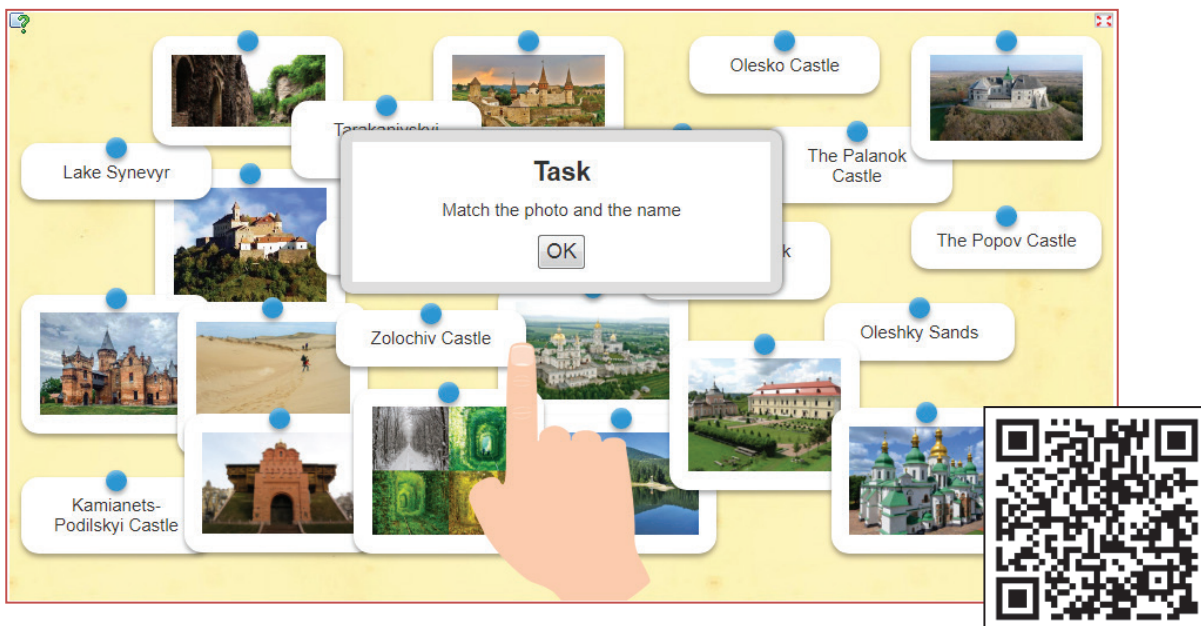 Olesko Castle
Tarakanivskyi
The Palanok
Castle
Lake Synevyr
Task
Match the photo and the name
OK
The Popov Castle
k
Zolochiv Castle
Oleshky Sands
Kamianets-
Podilskyi Castle